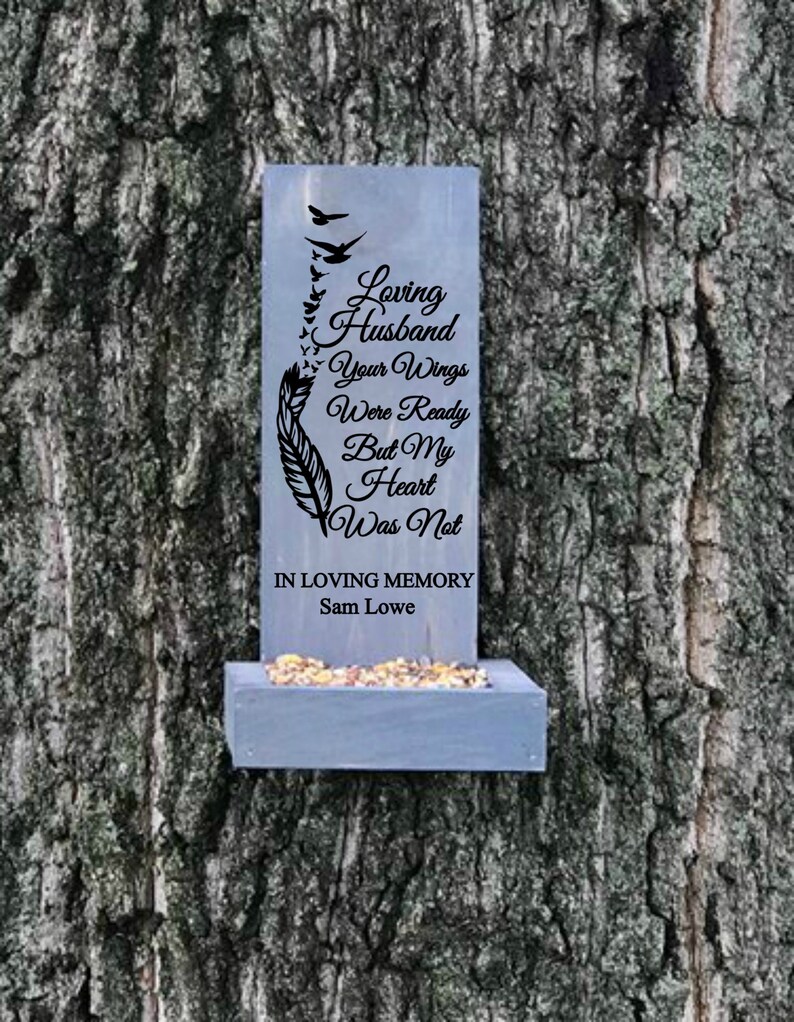 Loving
Husband
Your Wings
Were Ready
But My
Heart
Was Not
IN LOVING MEMORY
Sam Lowe